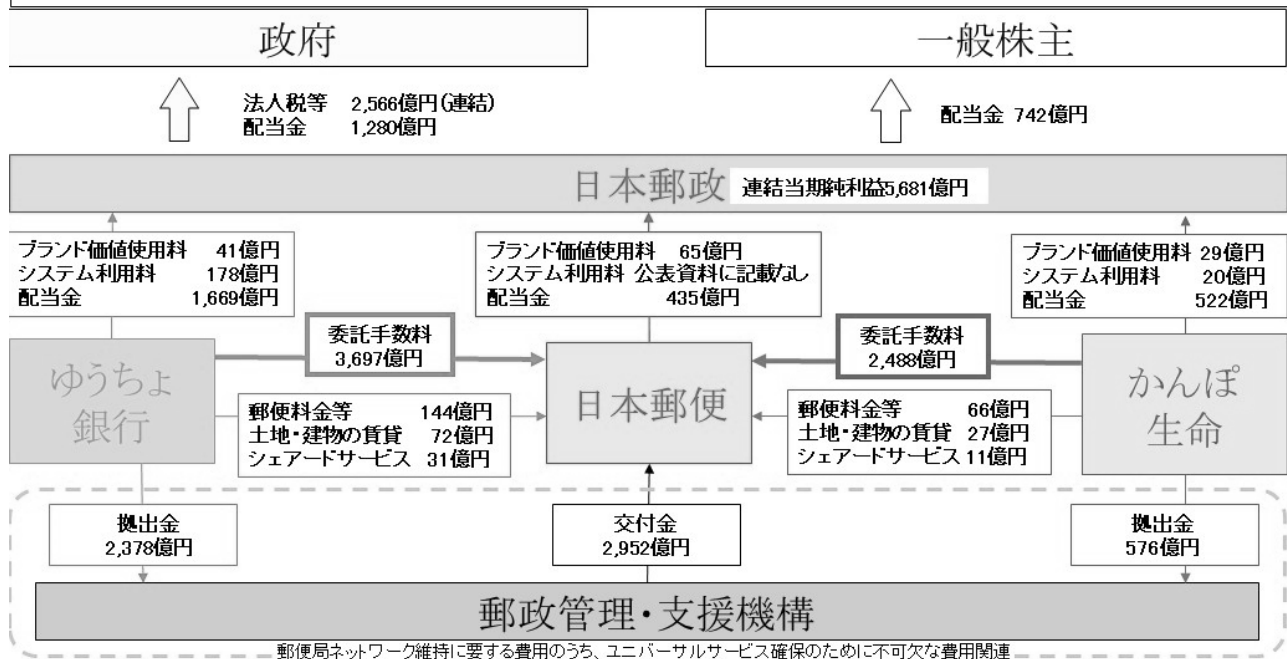 政府
一般株主
法人税等 2,566億円(連結)
配当金 1,280億円
配当金 742億円
日本郵政 連結当期純利益5,681億円
ブランド価値使用料 41億円
システム利用料 178億円
配当金 1,669億円
ブランド価値使用料 65億円
システム利用料 公表資料に記載なし
配当金 435億円
ブランド価値使用料 29億円
システム利用料 20億円
配当金 522億円
委託手数料
3,697億円
委託手数料
2,488億円
ゆうちょ
銀行
日本郵便
かんぽ
生命
郵便料金等 144億円
土地・建物の賃貸 72億円
シェアードサービス 31億円
郵便料金等 66億円
土地・建物の賃貸 27億円
シェアードサービス 11億円
拠出金
2,378億円
交付金
2,952億円
拠出金
576億円
郵政管理・支援機構
郵便局ネットワーク維持に要する費用のうち、ユニバーサルサービス確保のために不可欠な費用関連